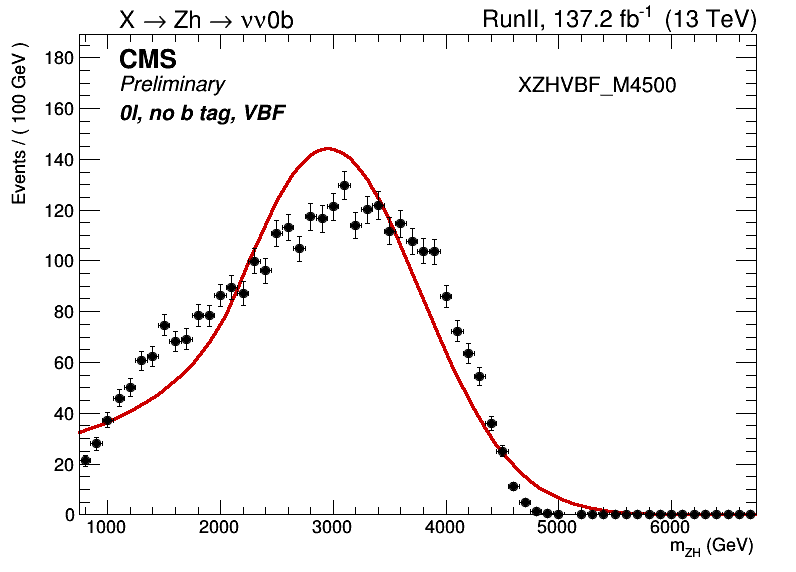 X → Zh → νν0b
RunII, 137.2 fb⁻¹ (13 TeV)
CMS
Preliminary
0l, no b tag, VBF
XZHVBF_M4500
Events / ( 100 GeV )
180
160
140
120
100
80
60
40
20
0
1000 2000 3000 4000 5000 6000
m_ZH (GeV)